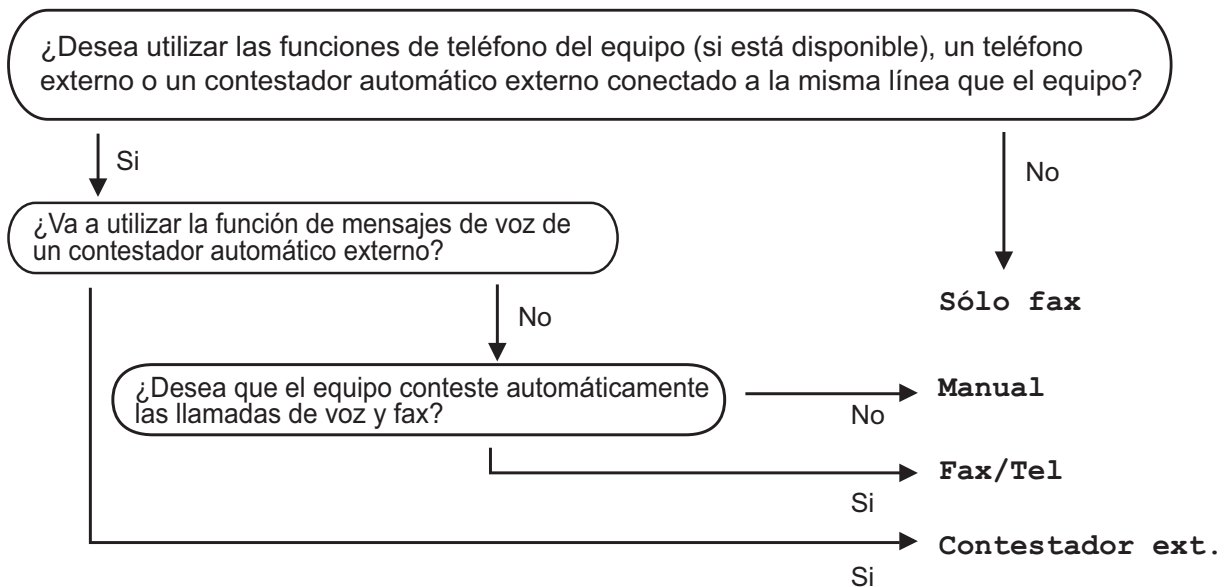 ¿Desea utilizar las funciones de teléfono del equipo (si está disponible), un teléfono
externo o un contestador automático externo conectado a la misma línea que el equipo?
Si
No
¿Va a utilizar la función de mensajes de voz de
un contestador automático externo?
Sólo fax
No
¿Desea que el equipo conteste automáticamente
las llamadas de voz y fax?
Manual
No
Fax/Tel
Si
Contestador ext.
Si